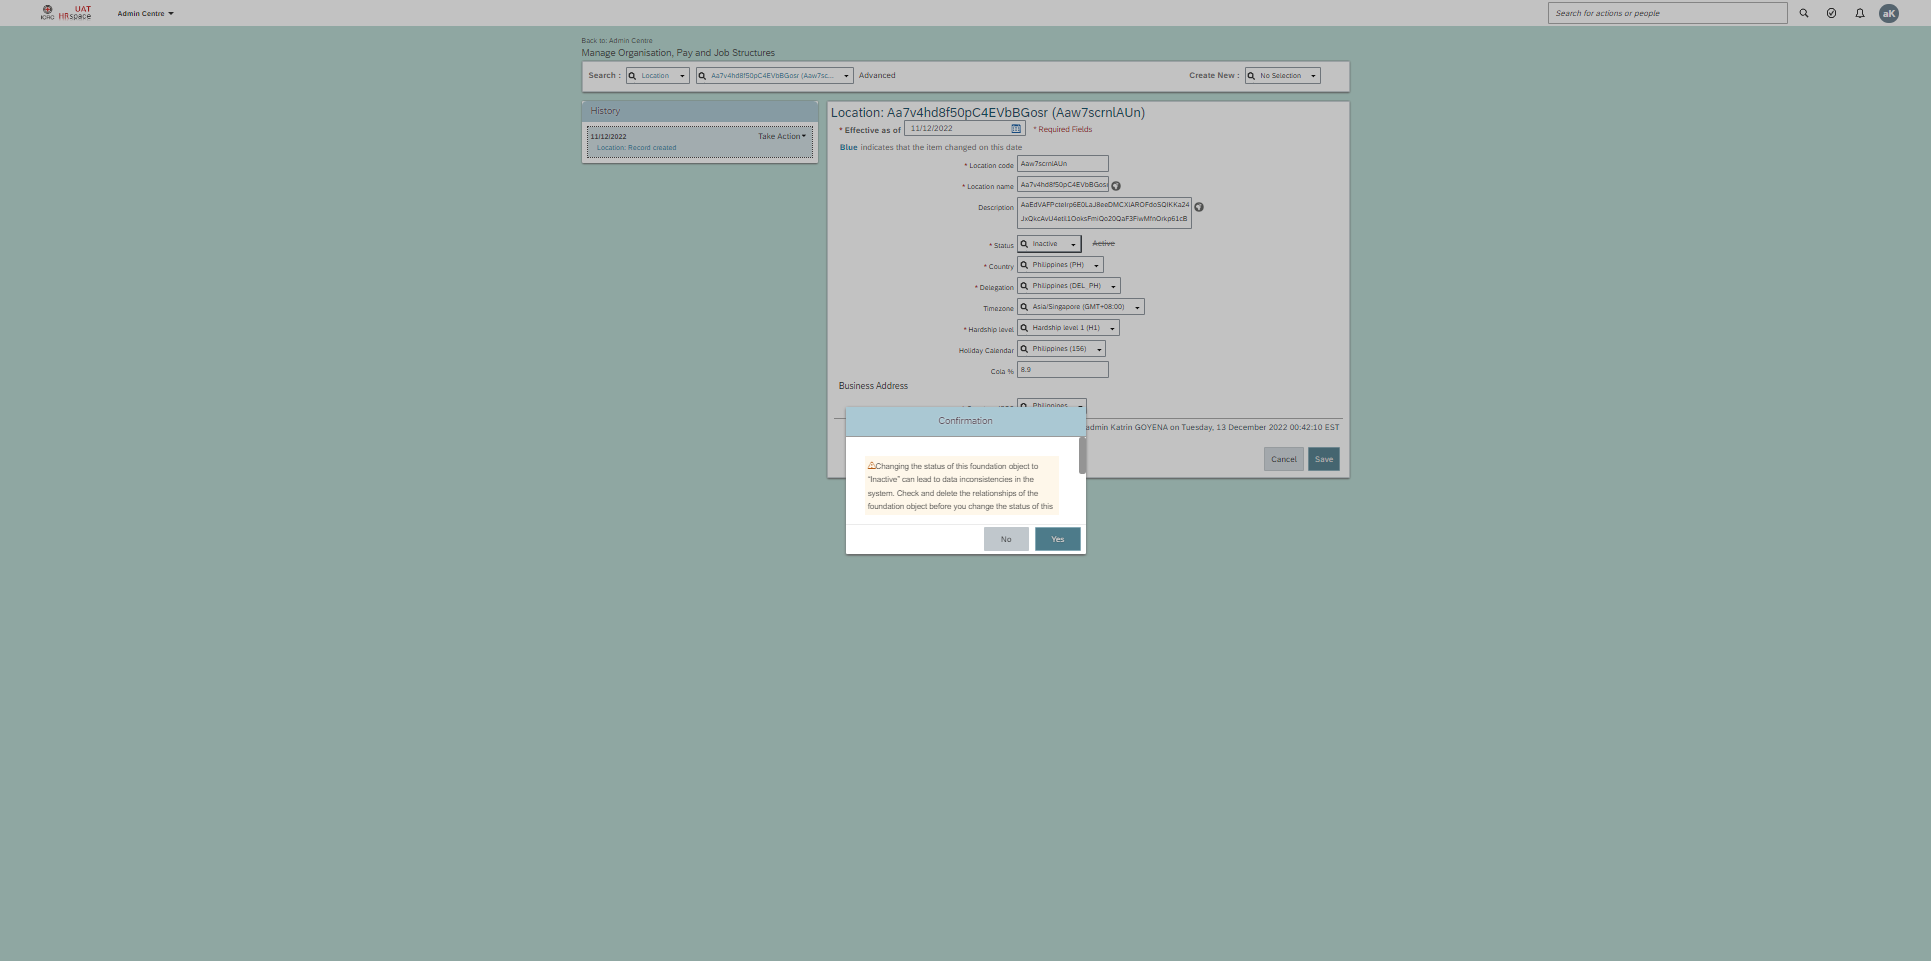 UAT
ICRC HRspace
Admin Centre
Search for actions or people
aK
Back to: Admin Centre
Manage Organisation, Pay and Job Structures
Search : Location Aa7v4hd8f50pC4EVbBGosr (Aaw7sc... Advanced
Create New : No Selection
History
11/12/2022 Take Action
Location: Record created
Location: Aa7v4hd8f50pC4EVbBGosr (Aaw7scrnlAUn)
* Effective as of 11/12/2022 * Required Fields
Blue indicates that the item changed on this date
* Location code Aaw7scrnlAUn
* Location name Aa7v4hd8f50pC4EVbBGosr
Description
* Status Inactive Active
* Country Philippines (PH)
* Delegation Philippines (DEL_PH)
Timezone Asia/Singapore (GMT+08:00)
* Hardship level Hardship level 1 (H1)
Holiday Calendar Philippines (156)
Cola % 8.9
Business Address
Philippines
admin Katrin GOYENA on Tuesday, 13 December 2022 00:42:10 EST
Cancel Save
Confirmation
Changing the status of this foundation object to
"Inactive" can lead to data inconsistencies in the
system. Check and delete the relationships of the
foundation object before you change the status of this
No Yes